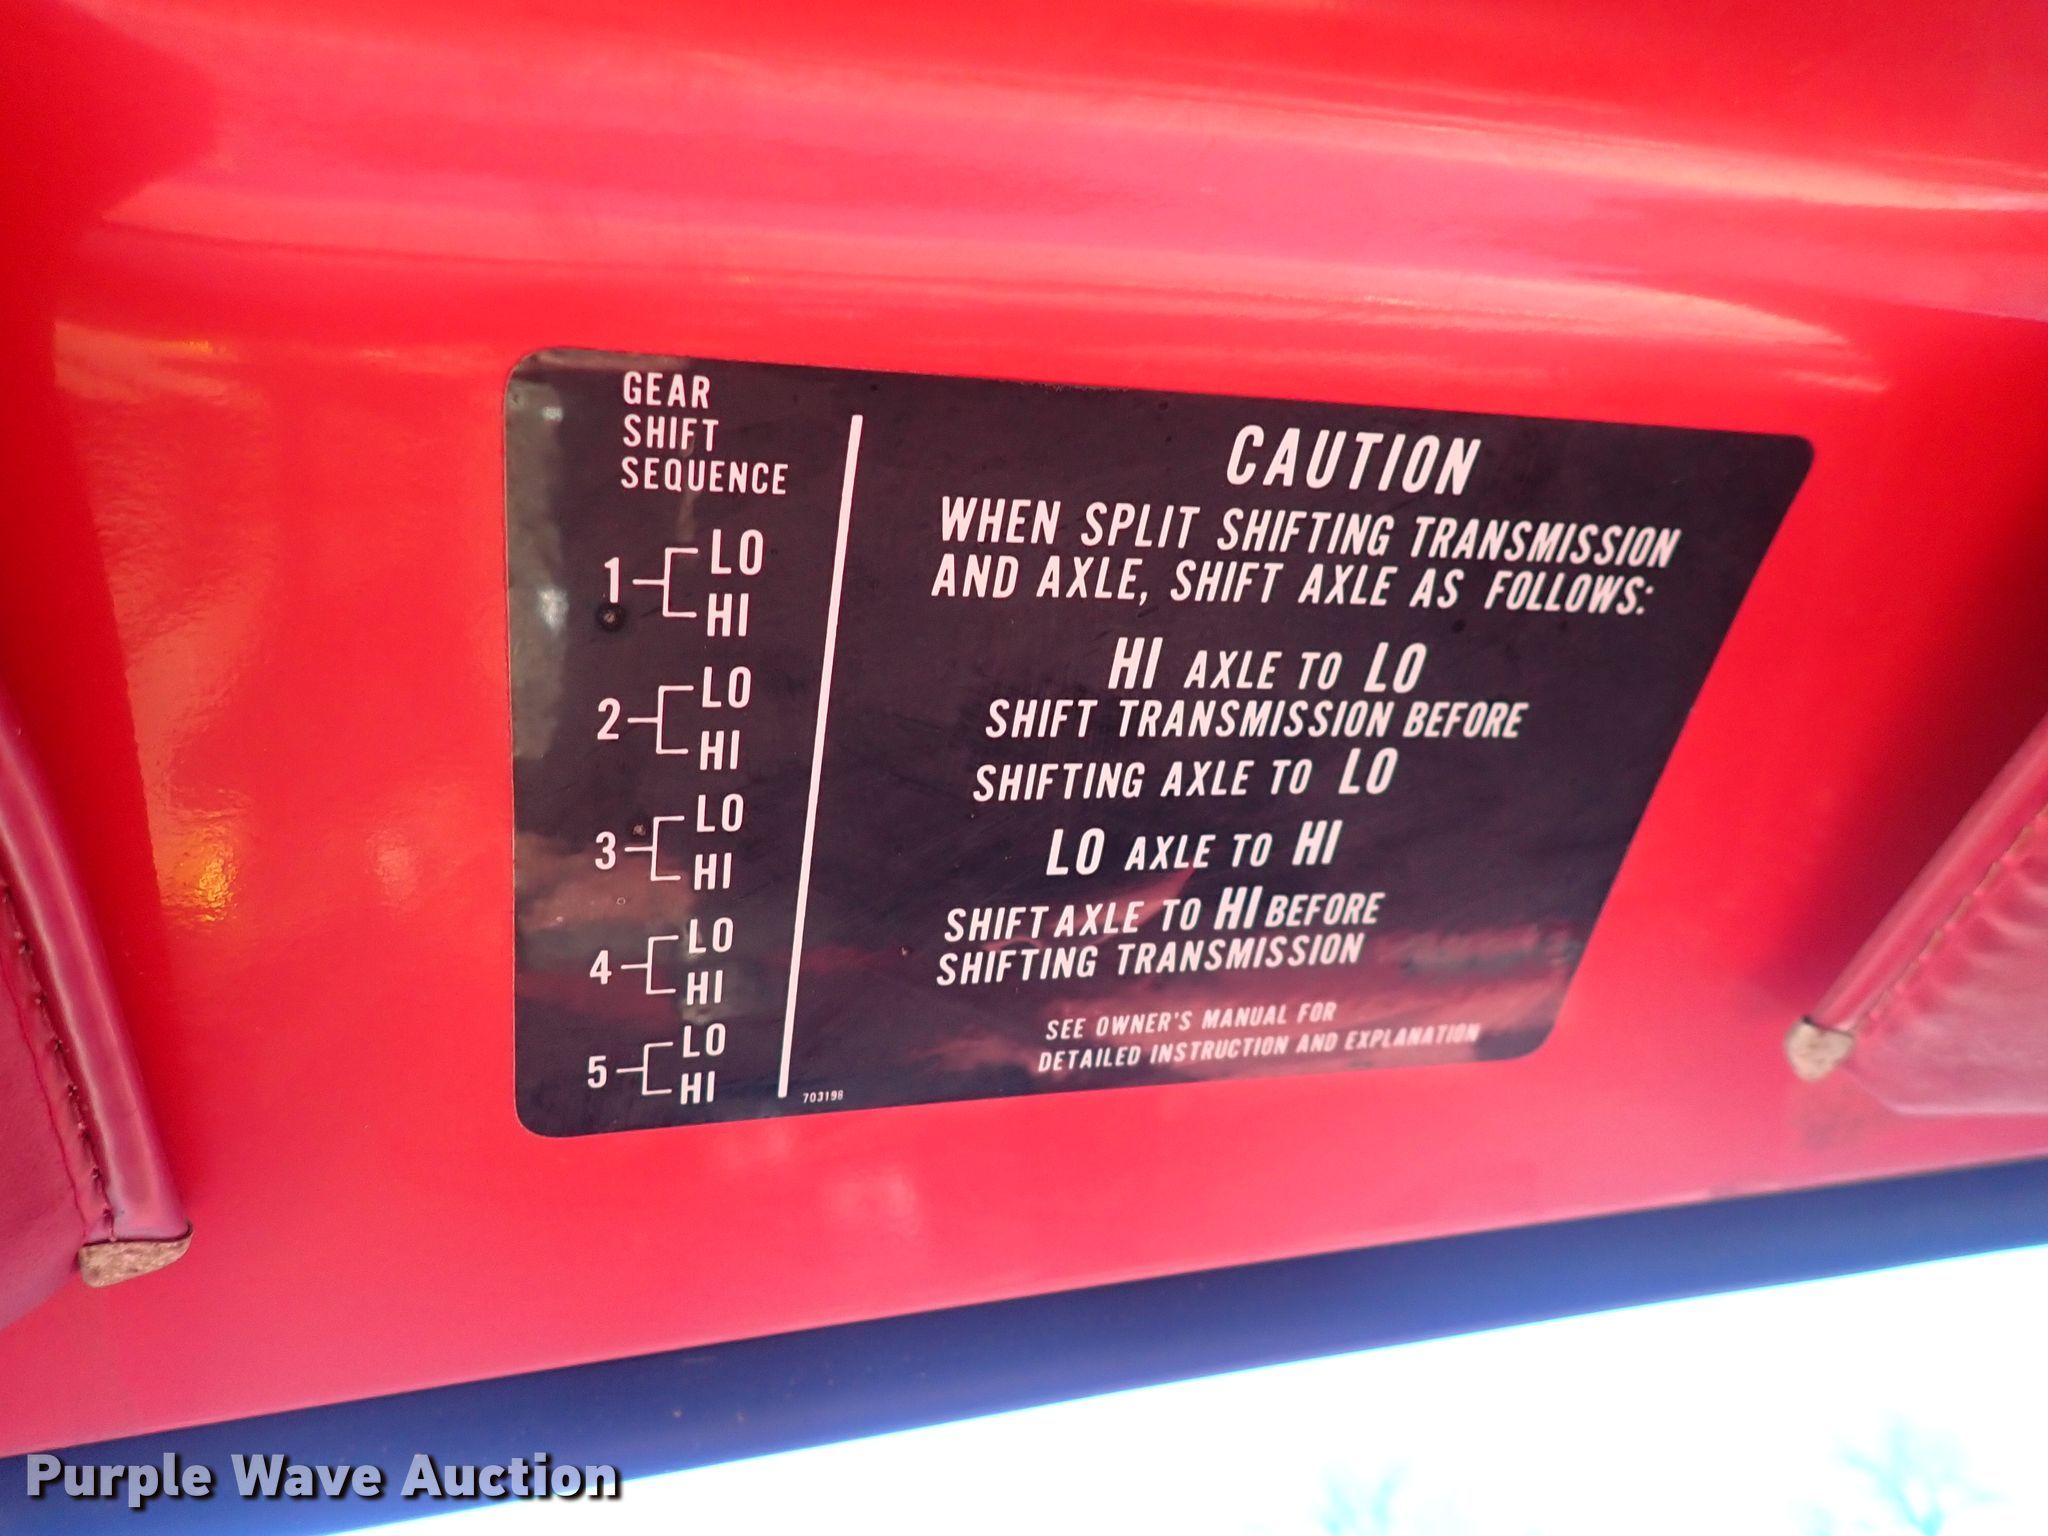 GEAR
SHIFT
SEQUENCE
1 LO
HI
2 LO
HI
3 LO
HI
4 LO
HI
5 LO
HI
CAUTION
WHEN SPLIT SHIFTING TRANSMISSION
AND AXLE, SHIFT AXLE AS FOLLOWS:
HI AXLE TO LO
SHIFT TRANSMISSION BEFORE
SHIFTING AXLE TO LO
LO AXLE TO HI
SHIFT AXLE TO HI BEFORE
SHIFTING TRANSMISSION
SEE OWNER'S MANUAL FOR
DETAILED INSTRUCTION AND EXPLANATION
703198
Purple Wave Auction